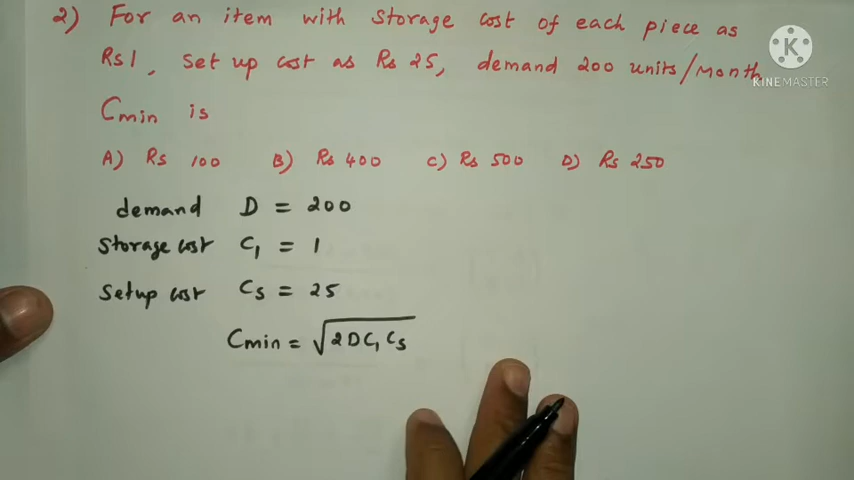 2) For an item with storage cost of each piece as
Rs 1, set up cost as Rs 25, demand 200 units/Month
Cmin is
A) Rs 100 B) Rs 400 C) Rs 500 D) Rs 250
demand D = 200
Storage cost C1 = 1
Setup cost Cs = 25
Cmin = √2DC1Cs
K
KINEMASTER